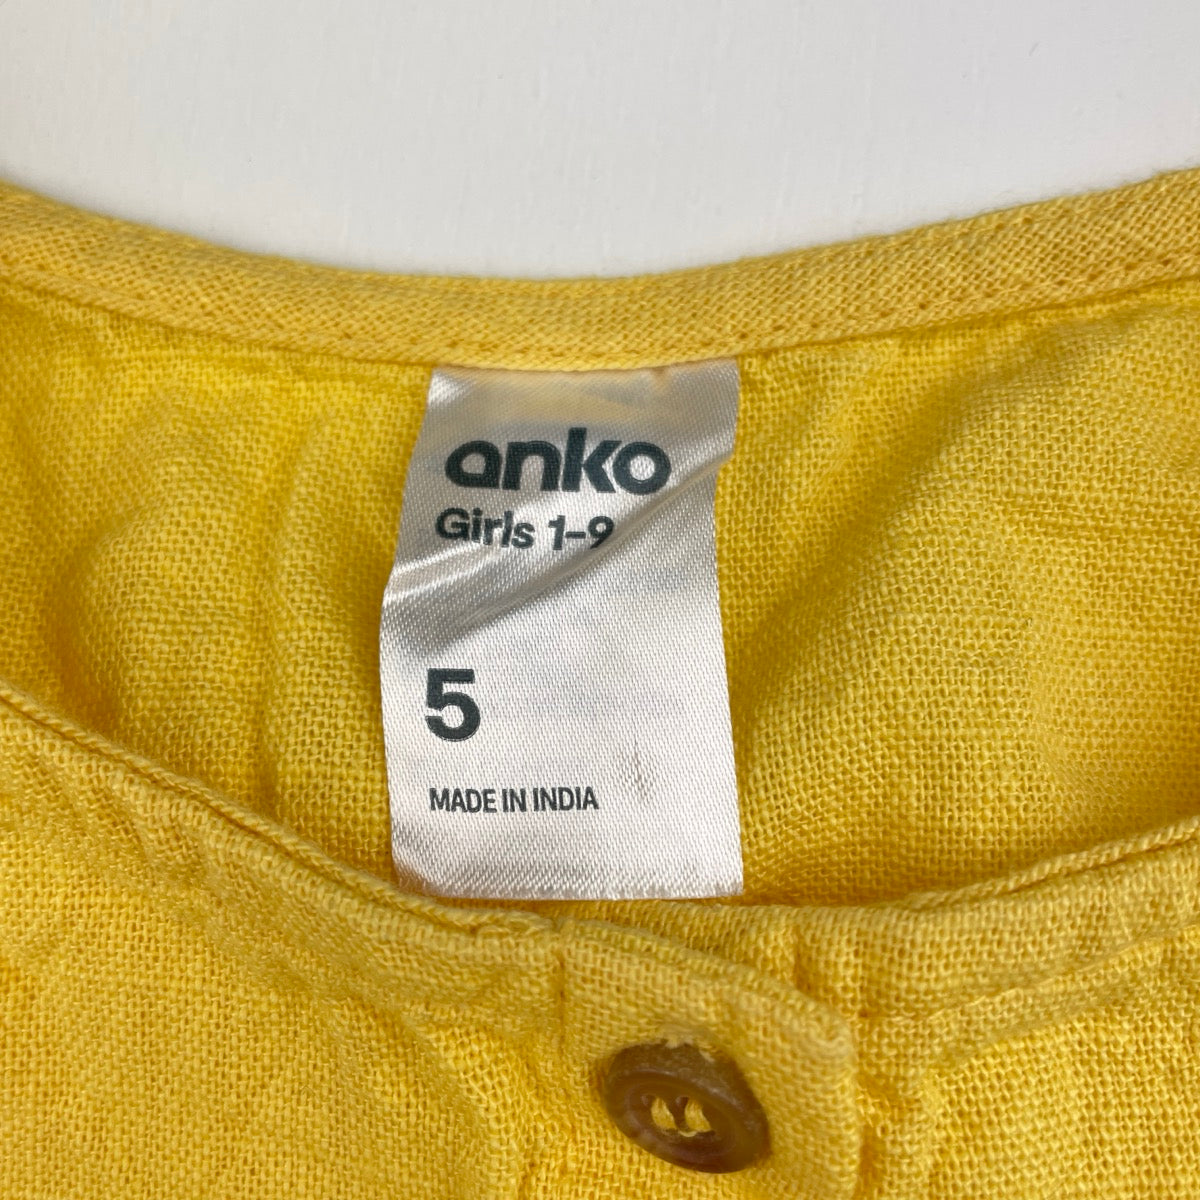 anko
Girls 1-9
5
MADE IN INDIA